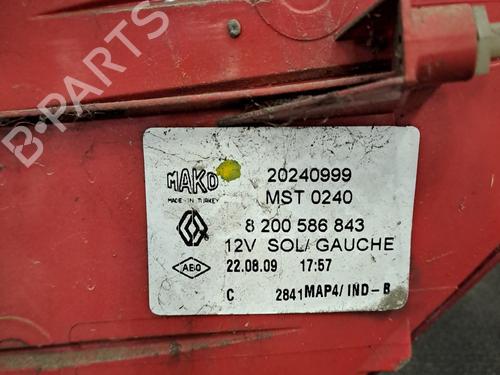 B-PARTS
MAKO
MADE-IN TURKEY
20240999
MST 0240
8 200 586 843
12V SOL/ GAUCHE
AEO
22.08.09 17:57
C 2841MAP4/ IND-B